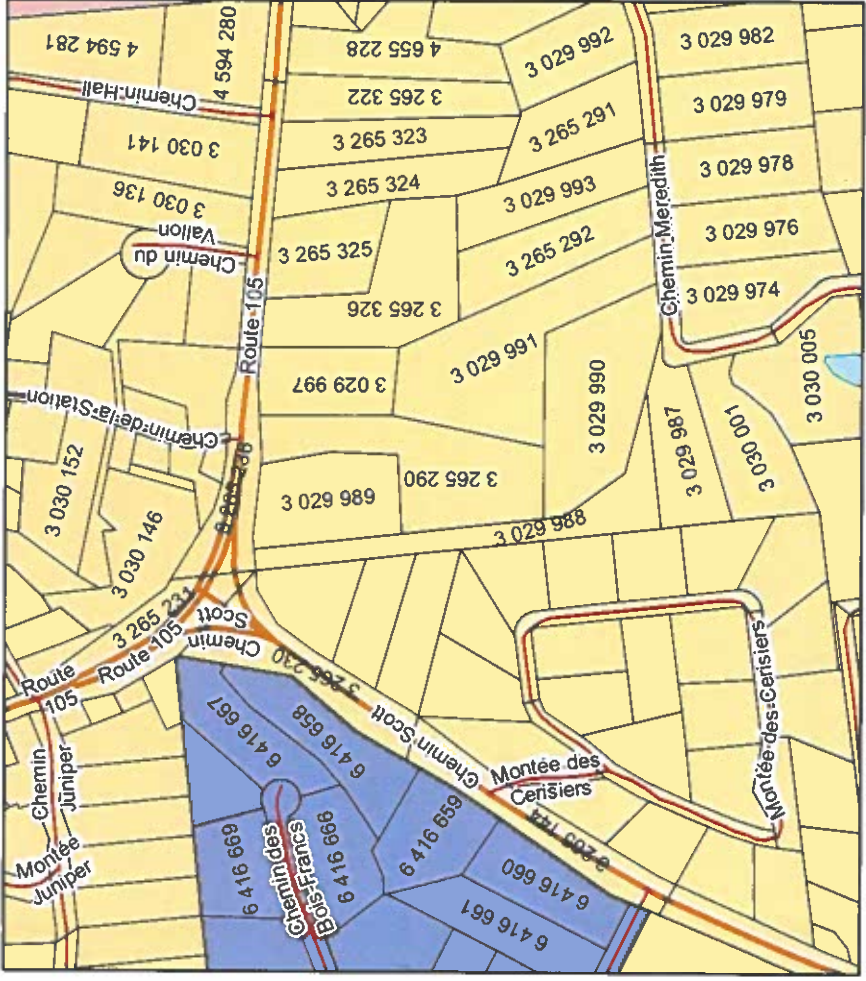 4 594 281
4 594 280
4 655 228
3 029 992
3 029 982
Chemin Hall
3 265 322
3 029 979
3 030 141
3 265 323
3 265 291
3 029 978
3 030 136
3 265 324
3 029 993
Chemin-Meredith
Chemin du
Vallon
3 265 325
3 265 292
3 029 976
3 265 326
3 029 974
Route 105
3 029 991
3 029 997
3 029 990
3 030 005
Chemin-de-la-Station
3 030 152
3 029 987
3 030 001
3 029 989
3 265 290
3 030 146
3 029 988
3 265 231
Route 105
Chemin
Scott
3 265 230
Route
105
Chemin
Juniper
6 416 667
6 416 658
Chemin-Scott
Montée des
Cerisiers
Montée-des-Cerisiers
Montée
Juniper
6 416 669
Chemin des
Bois-Francs
6 416 668
6 416 659
6 416 660
6 416 661